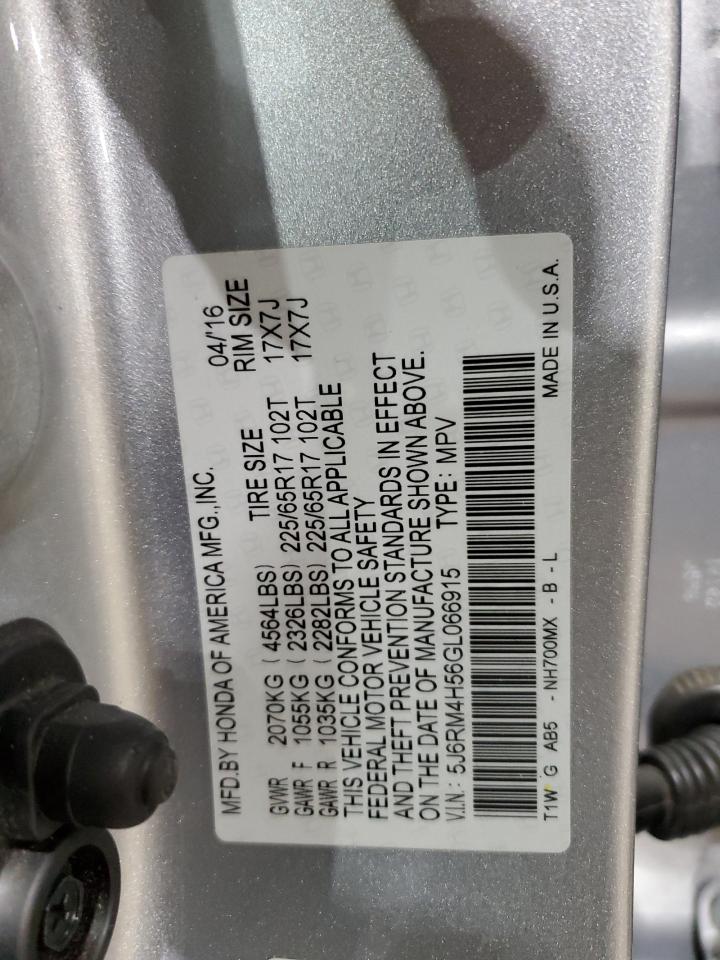 MFD.BY HONDA OF AMERICA MFG.,INC. 04/'16
TIRE SIZE RIM SIZE
GVWR 2070KG ( 4564LBS)
GAWR F 1055KG ( 2326LBS) 225/65R17 102T 17X7J
GAWR R 1035KG ( 2282LBS) 225/65R17 102T 17X7J
THIS VEHICLE CONFORMS TO ALL APPLICABLE
FEDERAL MOTOR VEHICLE SAFETY
AND THEFT PREVENTION STANDARDS IN EFFECT
ON THE DATE OF MANUFACTURE SHOWN ABOVE.
V.I.N.: 5J6RM4H56GL066915 TYPE: MPV
T1W G AB5 - NH700MX - B - L MADE IN U.S.A.